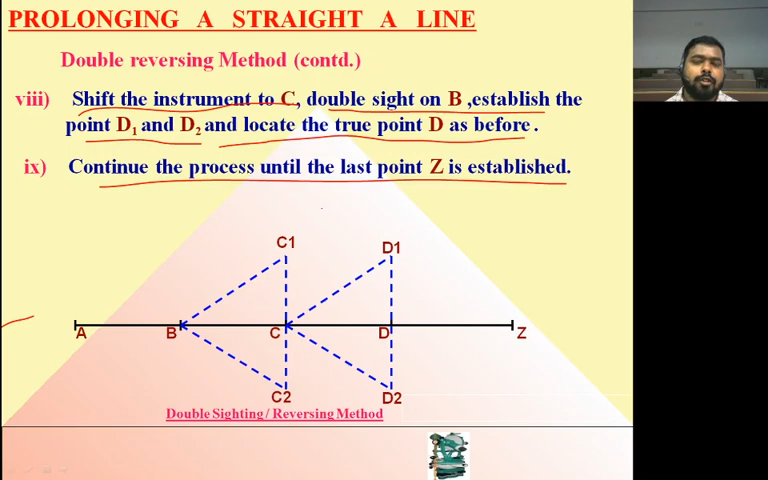 PROLONGING A STRAIGHT A LINE
Double reversing Method (contd.)
viii) Shift the instrument to C, double sight on B ,establish the
point D1 and D2 and locate the true point D as before .
ix) Continue the process until the last point Z is established.
C1 D1
A B C D Z
C2 D2
Double Sighting / Reversing Method